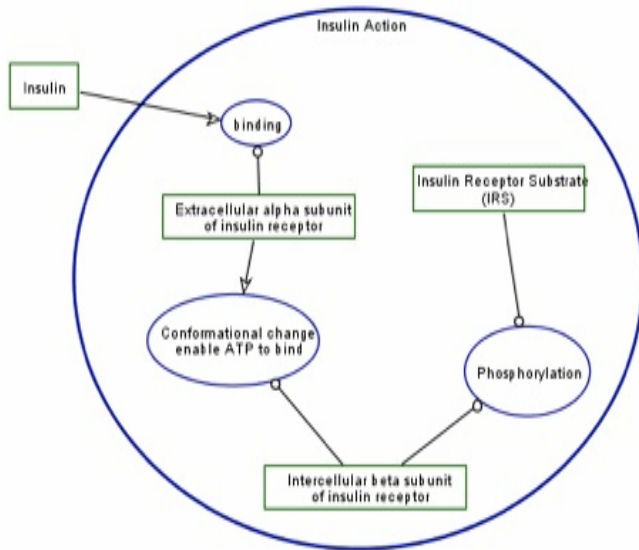 Insulin Action
Insulin
binding
Insulin Receptor Substrate
(IRS)
Extracellular alpha subunit
of insulin receptor
Conformational change
enable ATP to bind
Phosphorylation
Intercellular beta subunit
of insulin receptor